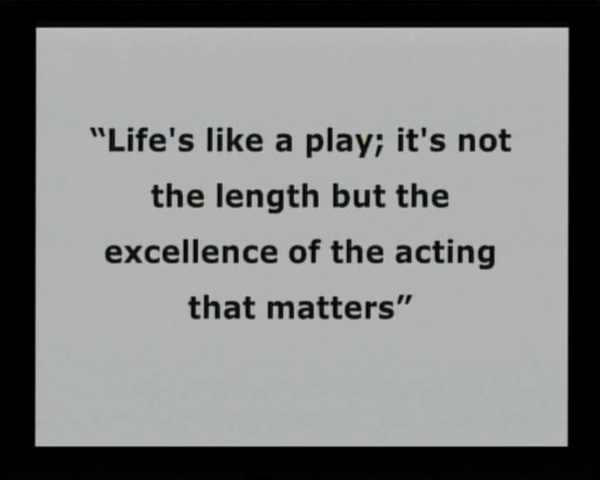 “Life's like a play; it's not
the length but the
excellence of the acting
that matters”